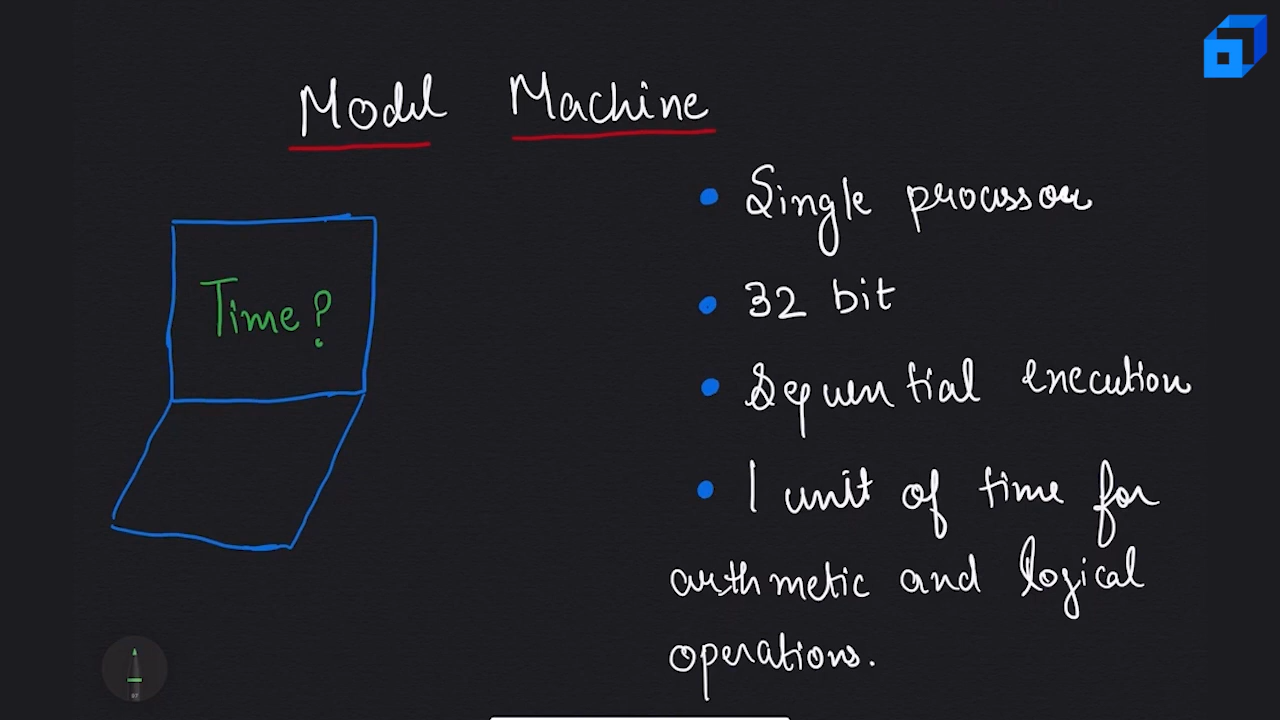 Model Machine
Single processor
Time?
32 bit
Sequential execution
1 unit of time for
arithmetic and logical
operations.